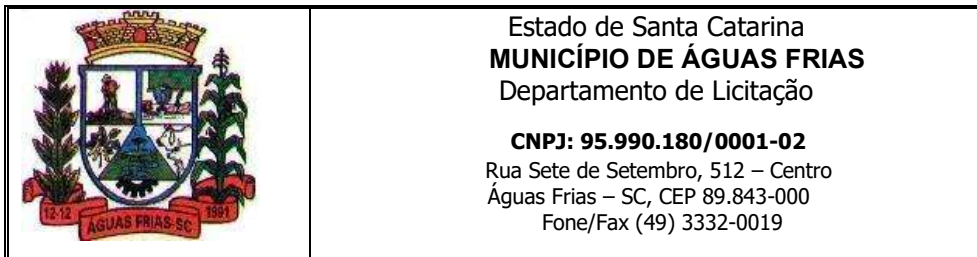 Estado de Santa Catarina
MUNICÍPIO DE ÁGUAS FRIAS
Departamento de Licitação
CNPJ: 95.990.180/0001-02
Rua Sete de Setembro, 512 – Centro
Águas Frias – SC, CEP 89.843-000
Fone/Fax (49) 3332-0019
12-12
ÁGUAS FRIAS-SC
1991